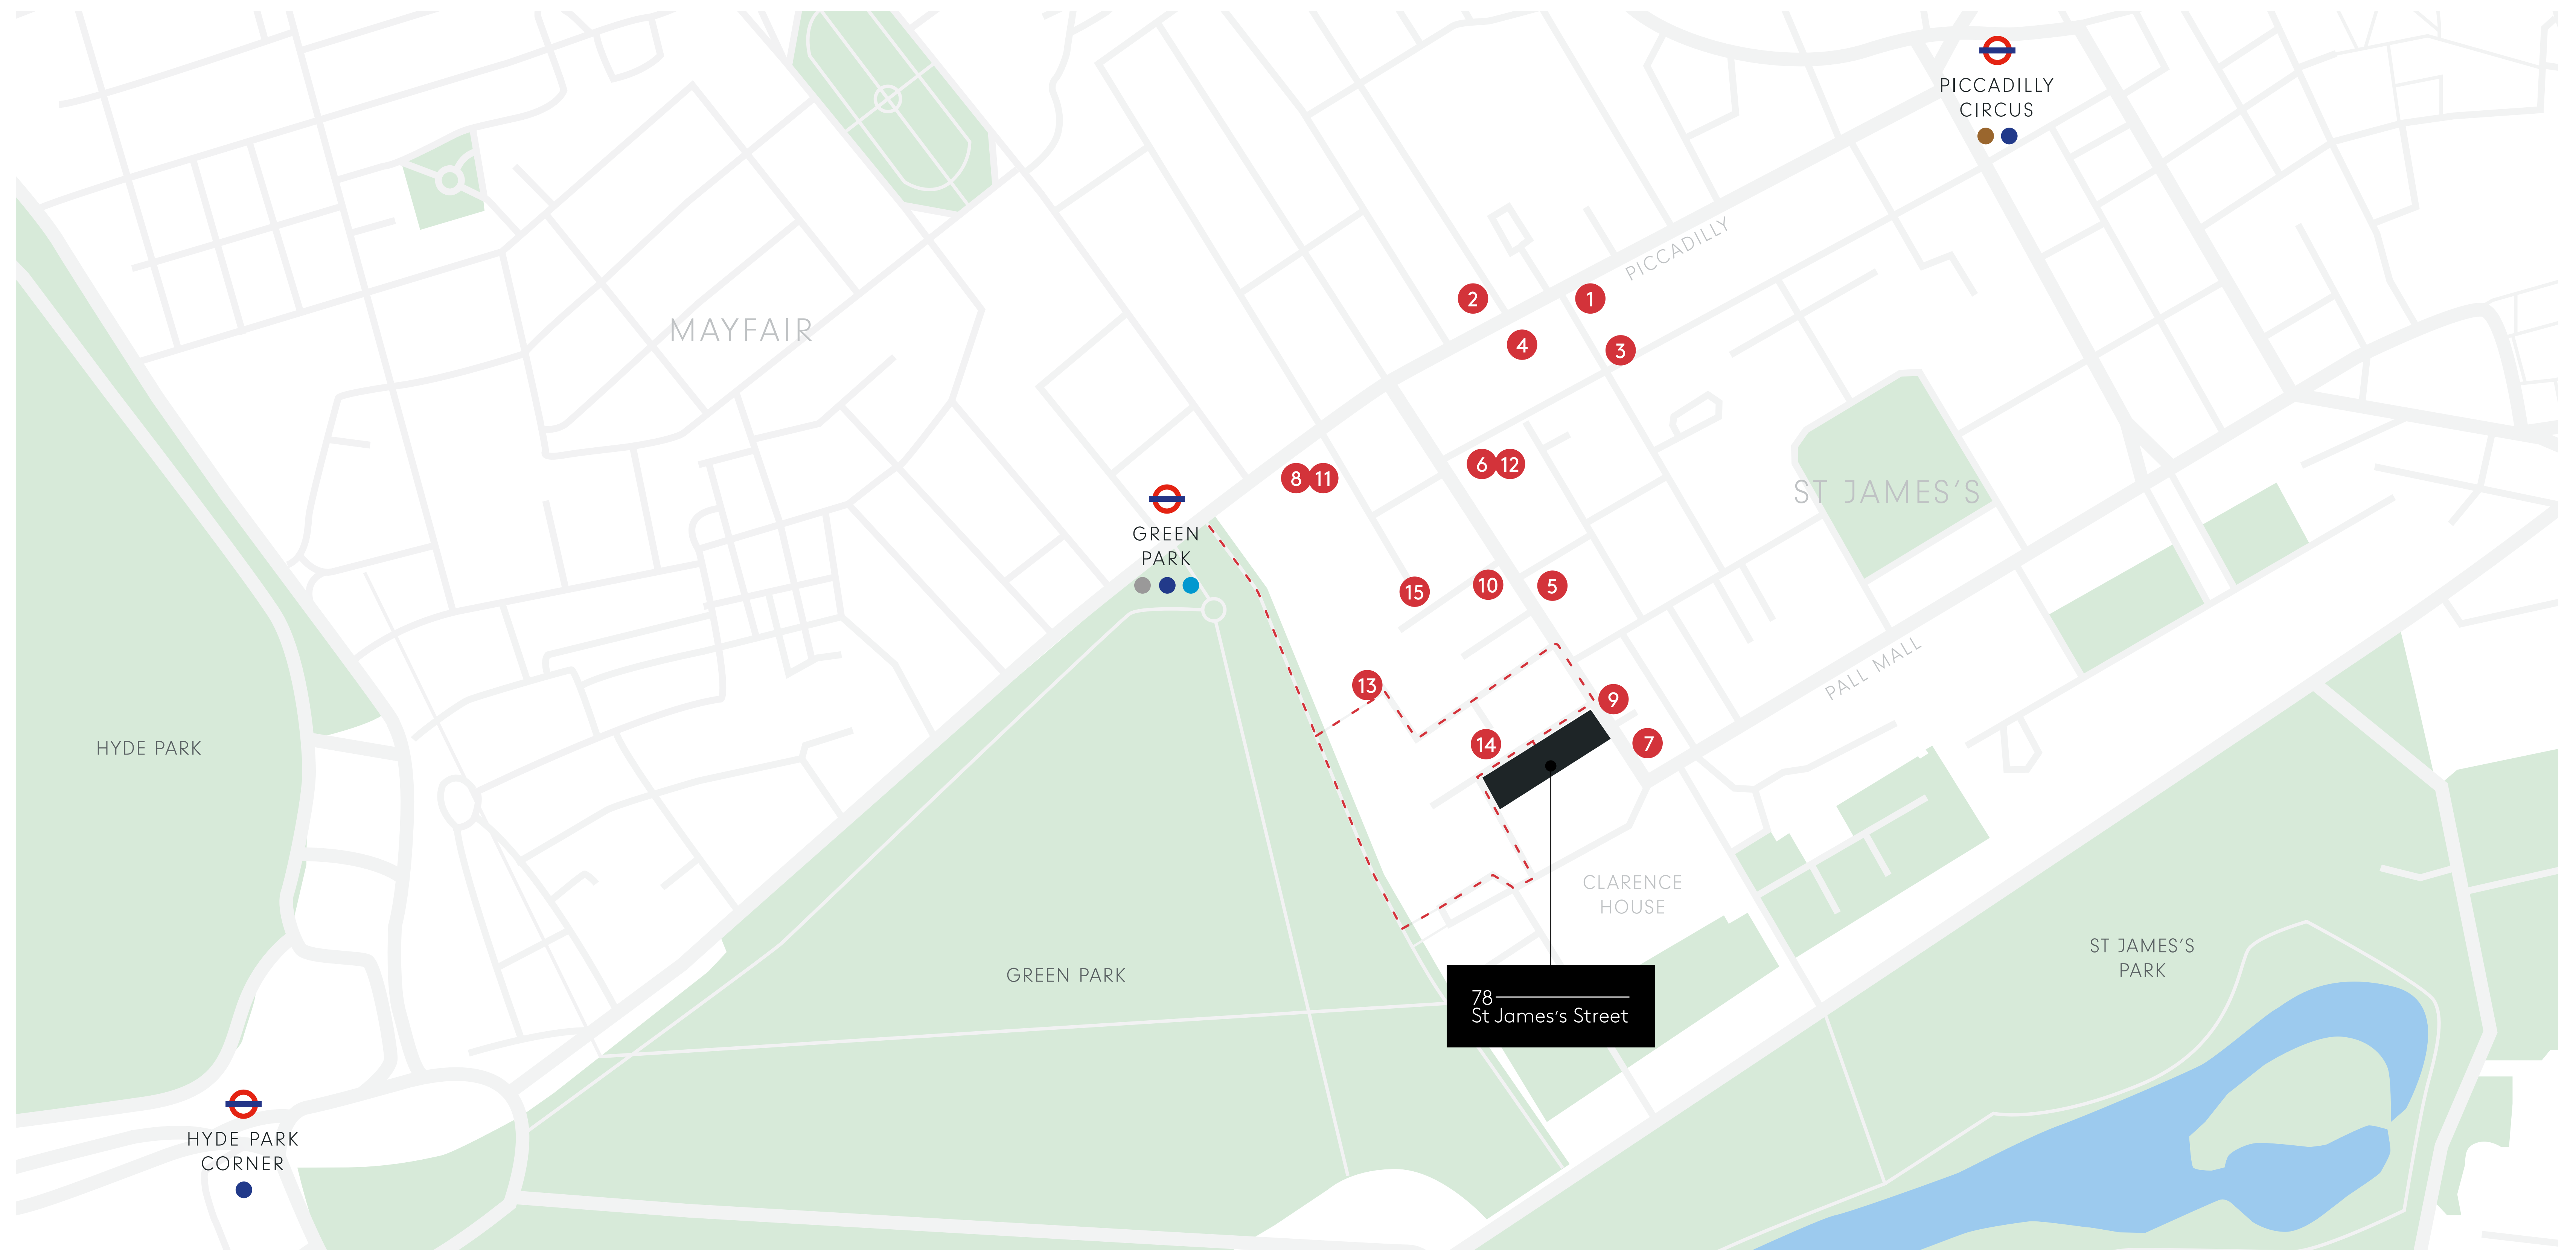 PICCADILLY
CIRCUS
PICCADILLY
2
1
MAYFAIR
4
3
6
12
8
11
ST JAMES'S
GREEN
PARK
15
10
5
PALL MALL
13
9
14
7
HYDE PARK
CLARENCE
HOUSE
ST JAMES'S
PARK
GREEN PARK
78
St James's Street
HYDE PARK
CORNER